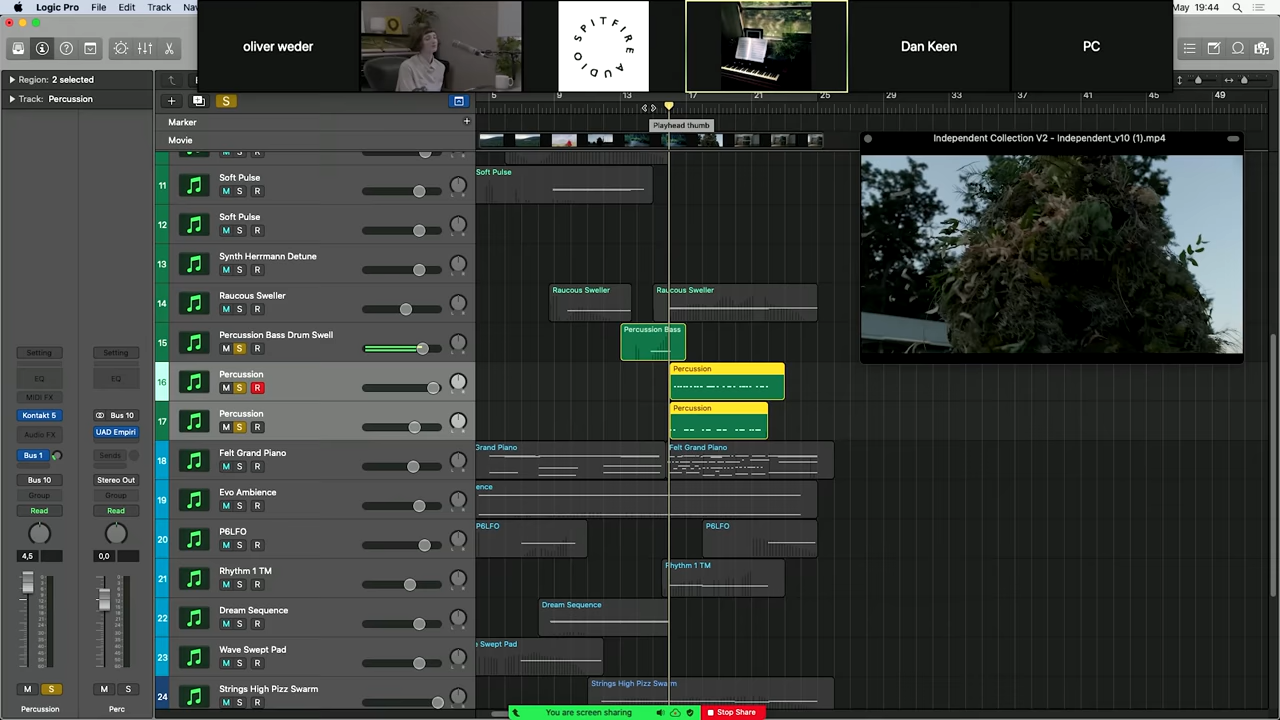 Logic Pro File Edit Track Nav
May 19:44
oliver weder
SPITFIRE AUDIO
Dan Keen
PC
Region: 2 selected
Track: Percussion
S
5 9 13 17 21 25 29 33 37 41 45 49
Marker
Playhead thumb
Movie
Independent Collection V2 - Independent_v10 (1).mp4
11 Soft Pulse
M S R
Soft Pulse
12 Soft Pulse
M S R
13 Synth Herrmann Detune
M S R
14 Raucous Sweller
M S R
Raucous Sweller
Raucous Sweller
15 Percussion Bass Drum Swell
M S R
Percussion Bass
16 Percussion
M S R
Percussion
17 Percussion
M S R
Percussion
18 Felt Grand Piano
M S R
Grand Piano
Felt Grand Piano
19 Evo Ambience
M S R
ence
20 P6LFO
M S R
P6LFO
P6LFO
21 Rhythm 1 TM
M S R
Rhythm 1 TM
22 Dream Sequence
M S R
Dream Sequence
23 Wave Swept Pad
M S R
Swept Pad
24 Strings High Pizz Swarm
M S R
Strings High Pizz Swarm
Setting Setting
EQ EQ
MIDI FX
Kontakt 5 Bus 10
Audio FX UAD Empiri
Bus 1 Sends
Bus 10 Stereo Out
Group Group
Read Read
4,5 0,0
M S M S
Percussion Perc
You are screen sharing Stop Share